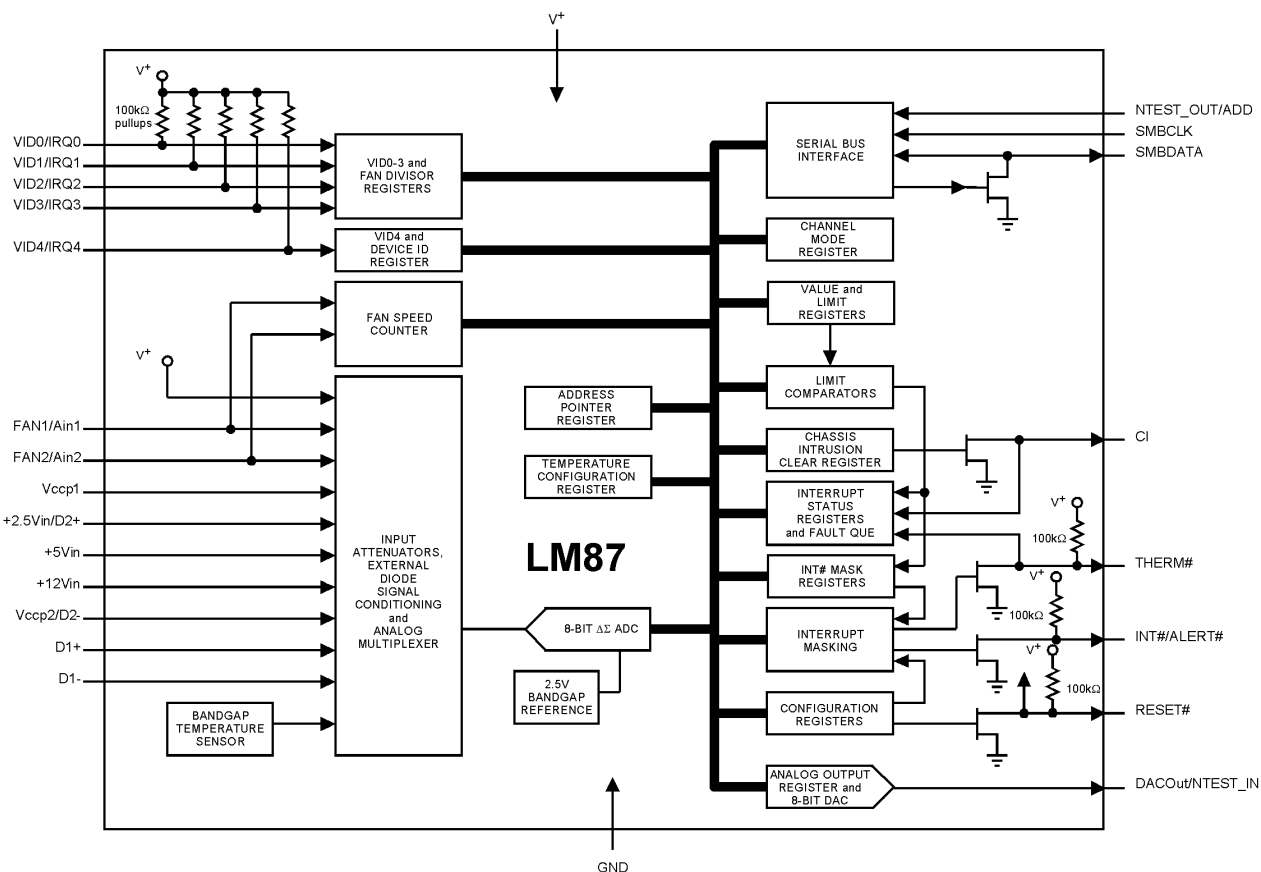 V+
V+
100kΩ
pullups
VID0/IRQ0
VID1/IRQ1
VID2/IRQ2
VID3/IRQ3
VID4/IRQ4
VID0-3 and
FAN DIVISOR
REGISTERS
VID4 and
DEVICE ID
REGISTER
FAN SPEED
COUNTER
V+
FAN1/Ain1
FAN2/Ain2
Vccp1
+2.5Vin/D2+
+5Vin
+12Vin
Vccp2/D2-
D1+
D1-
INPUT
ATTENUATORS,
EXTERNAL
DIODE
SIGNAL
CONDITIONING
and
ANALOG
MULTIPLEXER
BANDGAP
TEMPERATURE
SENSOR
ADDRESS
POINTER
REGISTER
TEMPERATURE
CONFIGURATION
REGISTER
LM87
8-BIT ΔΣ ADC
2.5V
BANDGAP
REFERENCE
SERIAL BUS
INTERFACE
CHANNEL
MODE
REGISTER
VALUE and
LIMIT
REGISTERS
LIMIT
COMPARATORS
CHASSIS
INTRUSION
CLEAR REGISTER
INTERRUPT
STATUS
REGISTERS
and FAULT QUE
INT# MASK
REGISTERS
INTERRUPT
MASKING
CONFIGURATION
REGISTERS
ANALOG OUTPUT
REGISTER and
8-BIT DAC
NTEST_OUT/ADD
SMBCLK
SMBDATA
CI
V+
100kΩ
THERM#
V+
100kΩ
INT#/ALERT#
V+
100kΩ
RESET#
DACOut/NTEST_IN
GND